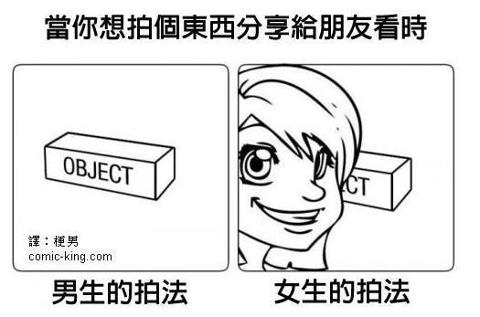 當你想拍個東西分享給朋友看時
OBJECT
CT
譯：梗男
comic-king.com
男生的拍法
女生的拍法